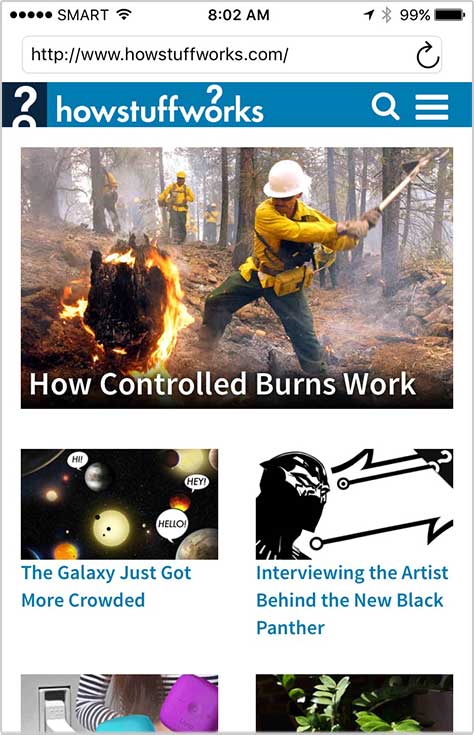 SMART 8:02 AM 99%
http://www.howstuffworks.com/
howstuffworks
How Controlled Burns Work
HI!
HEY!
HELLO!
The Galaxy Just Got
More Crowded
Interviewing the Artist
Behind the New Black
Panther